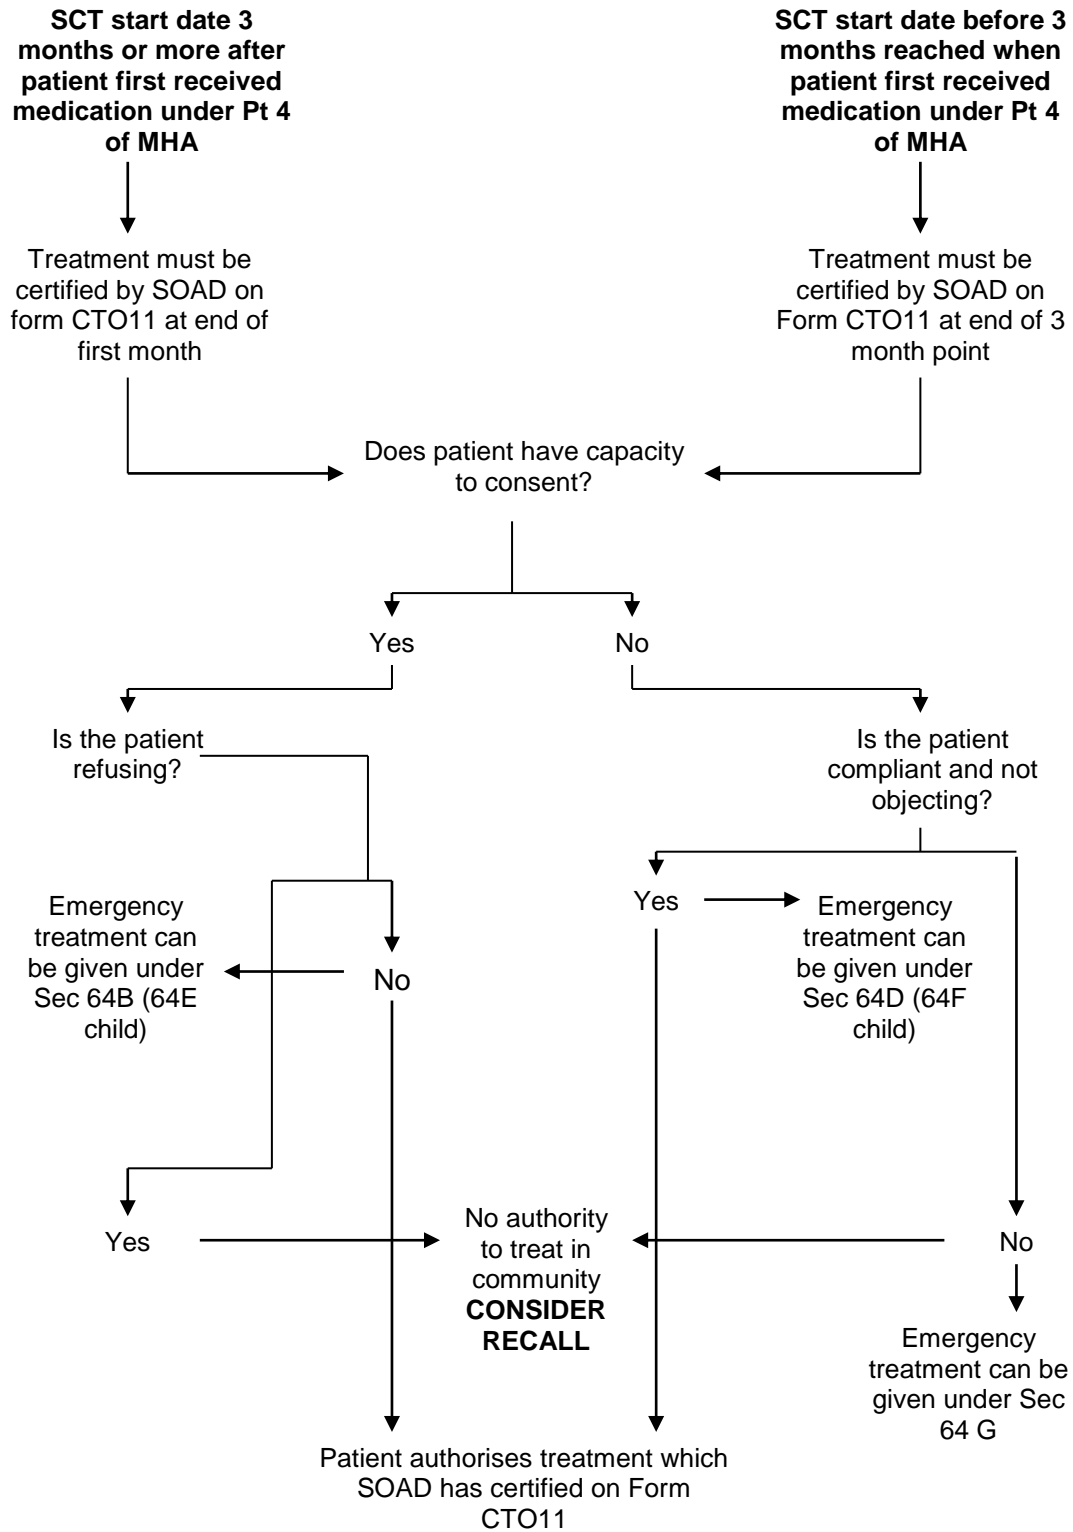 SCT start date 3
months or more after
patient first received
medication under Pt 4
of MHA
SCT start date before 3
months reached when
patient first received
medication under Pt 4
of MHA
Treatment must be
certified by SOAD on
form CTO11 at end of
first month
Treatment must be
certified by SOAD on
Form CTO11 at end of 3
month point
Does patient have capacity
to consent?
Yes
No
Is the patient
refusing?
Is the patient
compliant and not
objecting?
Emergency
treatment can
be given under
Sec 64B (64E
child)
No
Yes
Emergency
treatment can
be given under
Sec 64D (64F
child)
Yes
No authority
to treat in
community
CONSIDER
RECALL
No
Emergency
treatment can be
given under Sec
64 G
Patient authorises treatment which
SOAD has certified on Form
CTO11